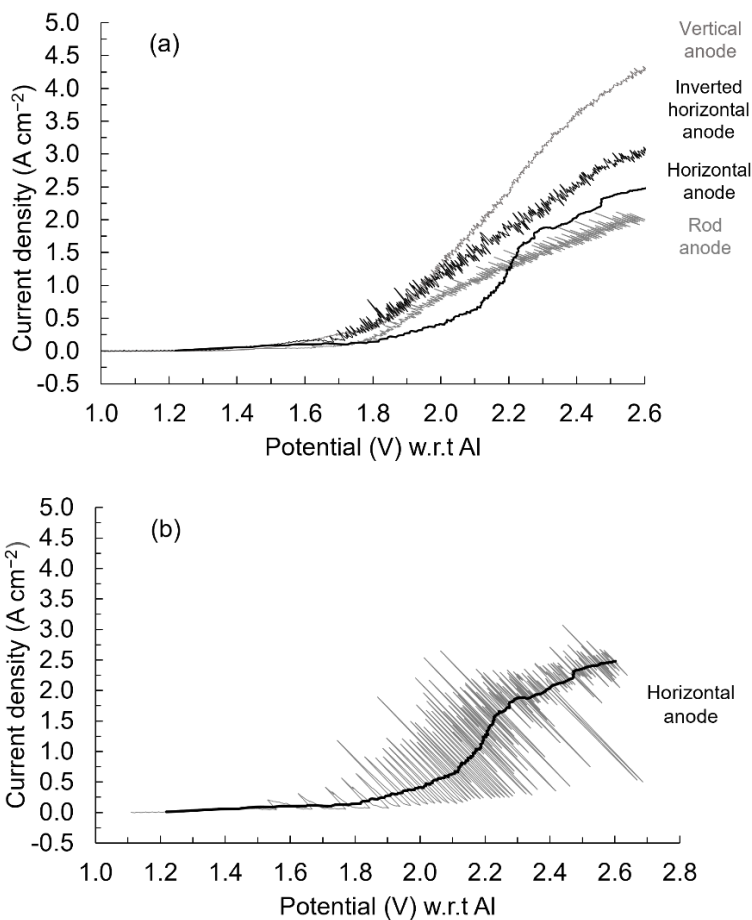 (a)
Current density (A cm⁻²)
5.0
4.5
4.0
3.5
3.0
2.5
2.0
1.5
1.0
0.5
0.0
-0.5
Vertical
anode
Inverted
horizontal
anode
Horizontal
anode
Rod
anode
1.0 1.2 1.4 1.6 1.8 2.0 2.2 2.4 2.6
Potential (V) w.r.t Al
(b)
Current density (A cm⁻²)
5.0
4.5
4.0
3.5
3.0
2.5
2.0
1.5
1.0
0.5
0.0
-0.5
Horizontal
anode
1.0 1.2 1.4 1.6 1.8 2.0 2.2 2.4 2.6 2.8
Potential (V) w.r.t Al